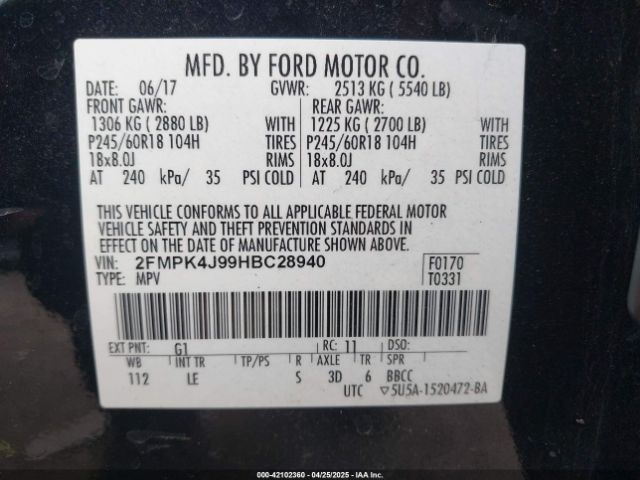 MFD. BY FORD MOTOR CO.
DATE: 06/17 GVWR: 2513 KG ( 5540 LB)
FRONT GAWR: REAR GAWR:
1306 KG ( 2880 LB) WITH 1225 KG ( 2700 LB) WITH
P245/60R18 104H TIRES P245/60R18 104H TIRES
18x8.0J RIMS 18x8.0J RIMS
AT 240 kPa/ 35 PSI COLD AT 240 kPa/ 35 PSI COLD
THIS VEHICLE CONFORMS TO ALL APPLICABLE FEDERAL MOTOR
VEHICLE SAFETY AND THEFT PREVENTION STANDARDS IN
EFFECT ON THE DATE OF MANUFACTURE SHOWN ABOVE.
VIN: 2FMPK4J99HBC28940 F0170
TYPE: MPV T0331
EXT PNT: G1 RC: 11 DSO:
WB INT TR TP/PS R AXLE TR SPR
112 LE S 3D 6 BBCC
UTC ▽5U5A-1520472-BA
000-42102360 - 04/25/2025 - IAA, Inc.